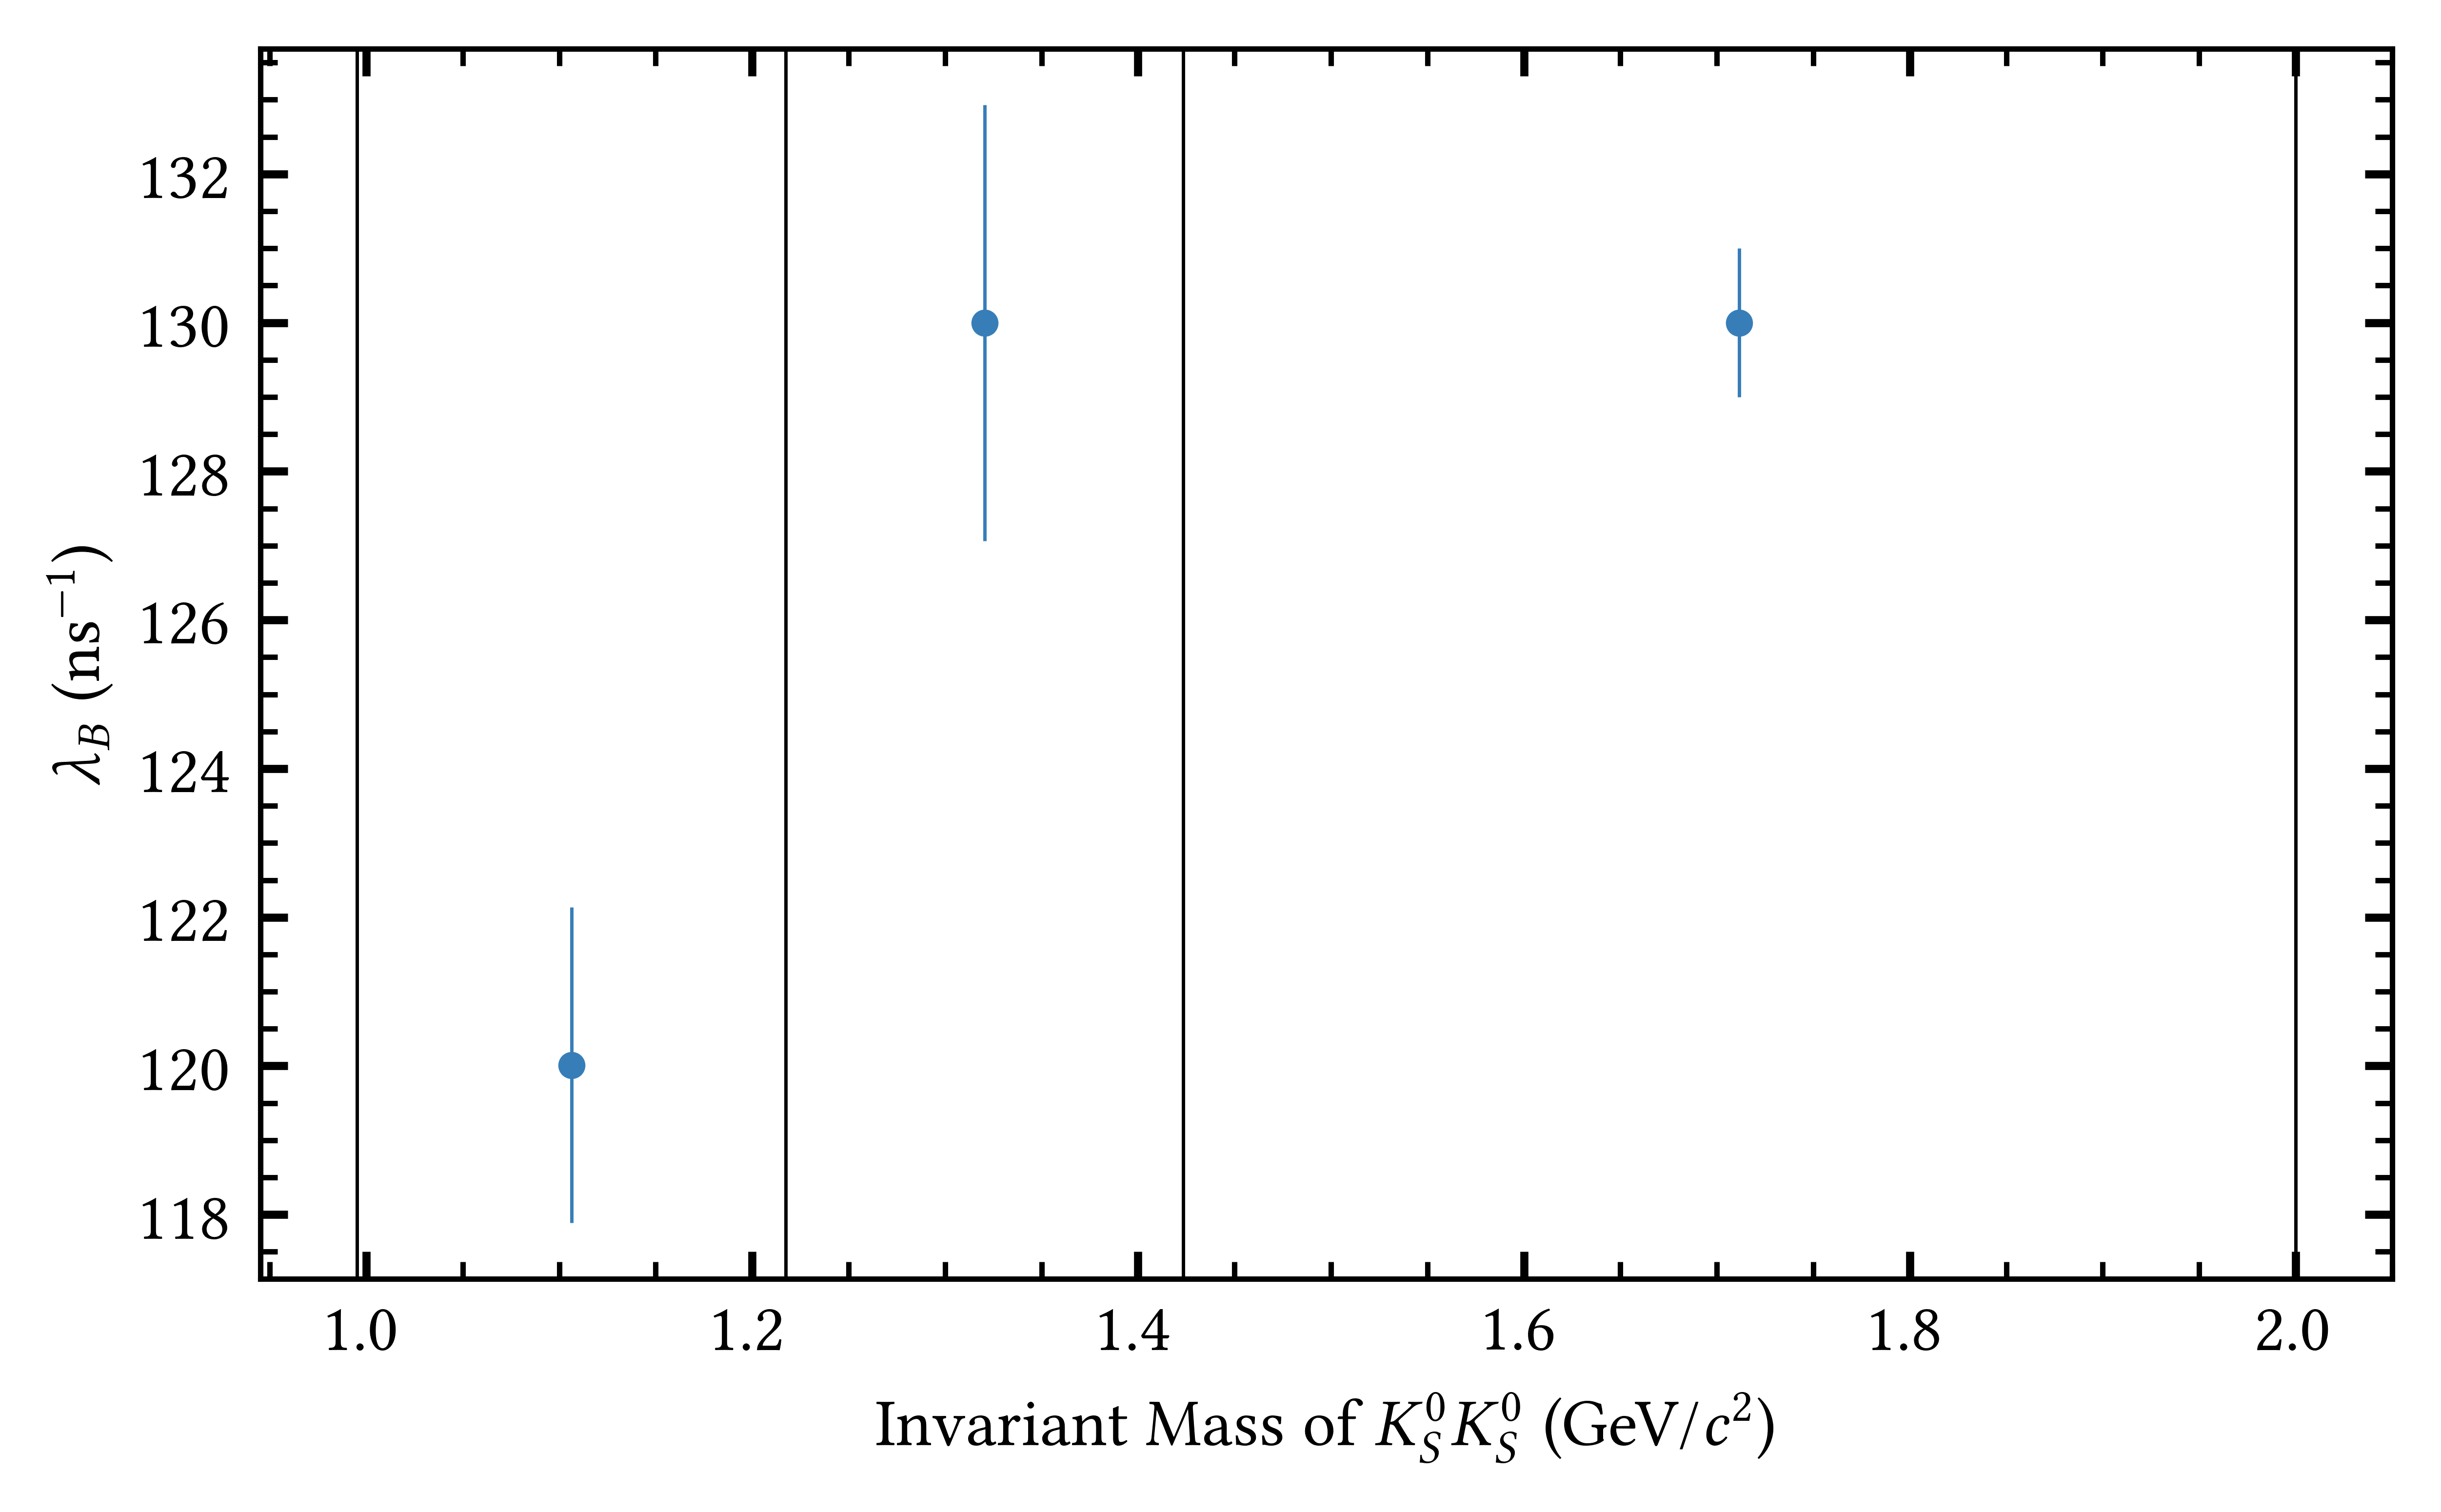 132
130
128
126
124
122
120
118
λ_B (ns⁻¹)
1.0 1.2 1.4 1.6 1.8 2.0
Invariant Mass of K⁰_S K⁰_S (GeV/c²)